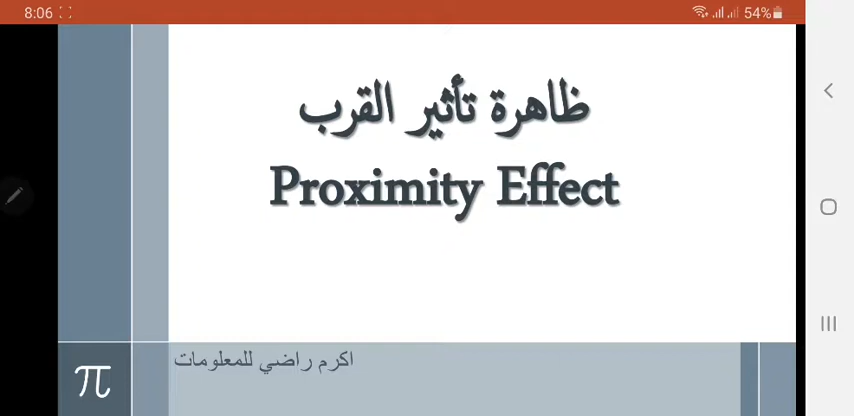 8:06
54%
ظاهرة تأثير القرب
Proximity Effect
اكرم راضي للمعلومات
π